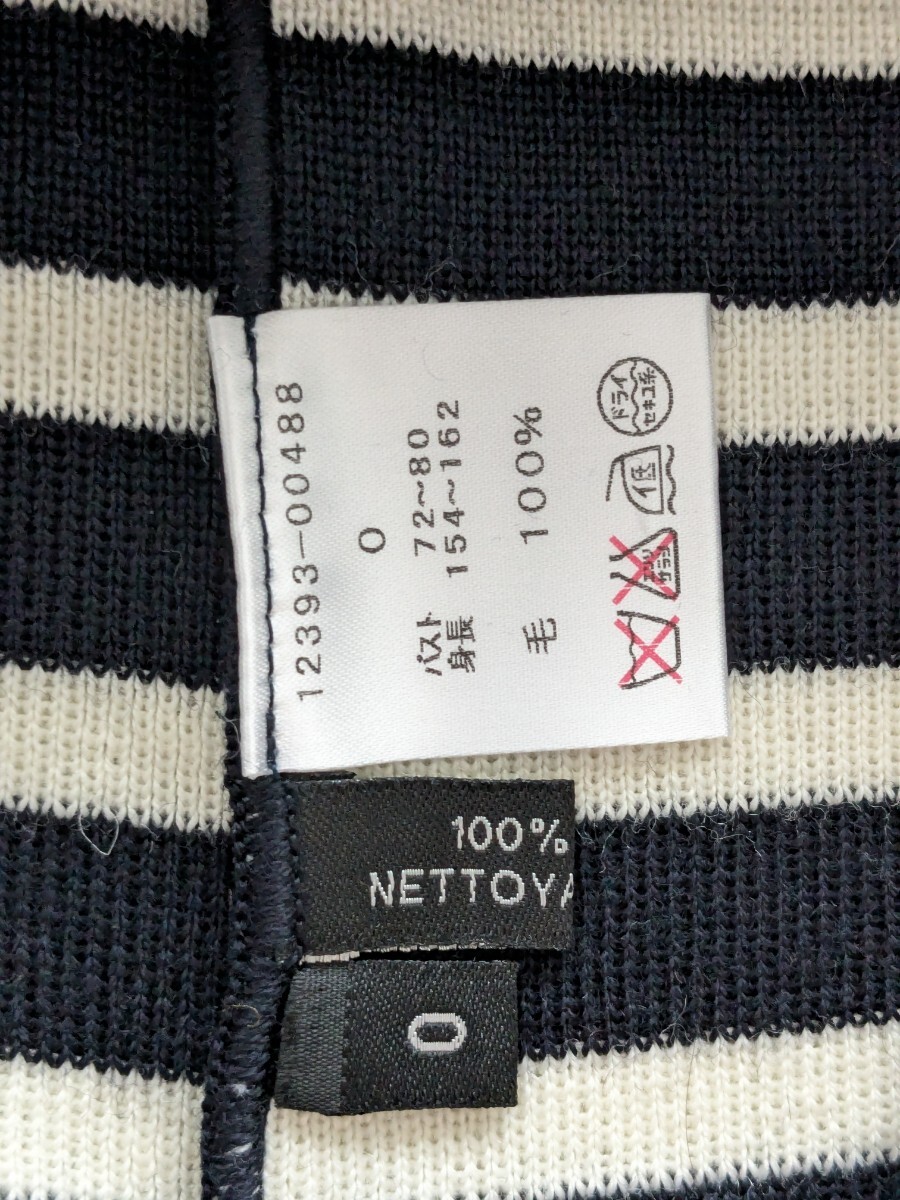 12393-00488
0
バスト 72~80
身長 154~162
毛 100%
ドライ
セキユ系
低
エンソ
サラシ
100%
NETTOYA
0